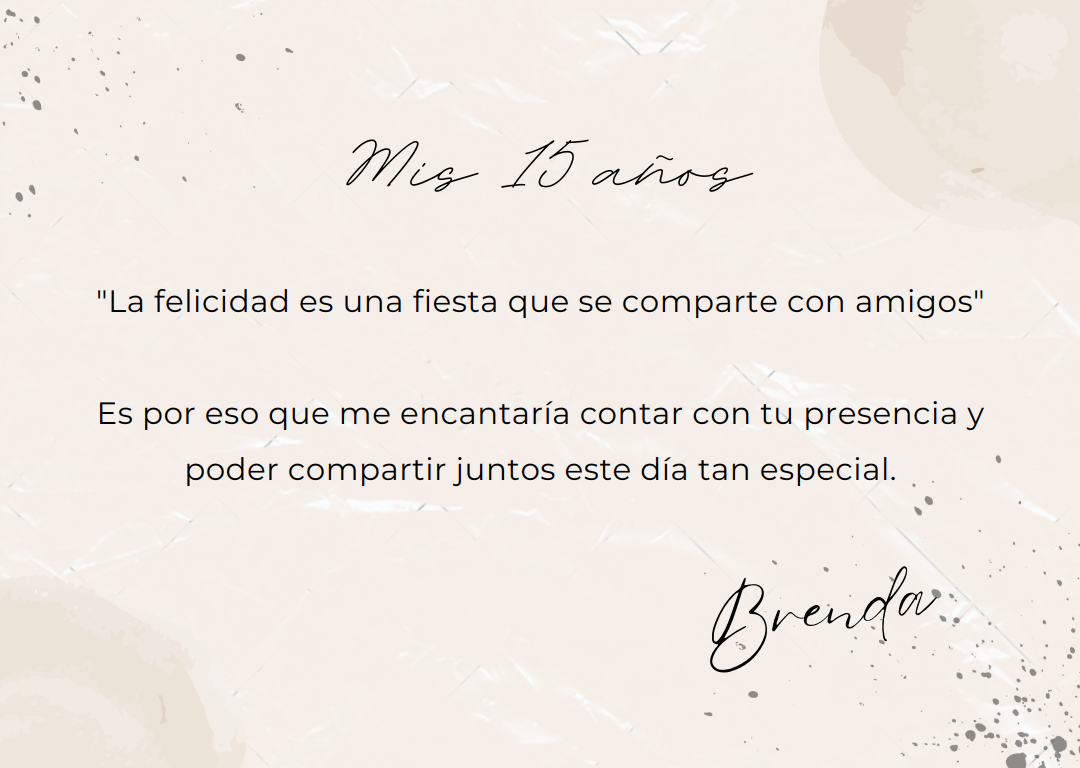 Mis 15 años
"La felicidad es una fiesta que se comparte con amigos"
Es por eso que me encantaría contar con tu presencia y
poder compartir juntos este día tan especial.
Brenda